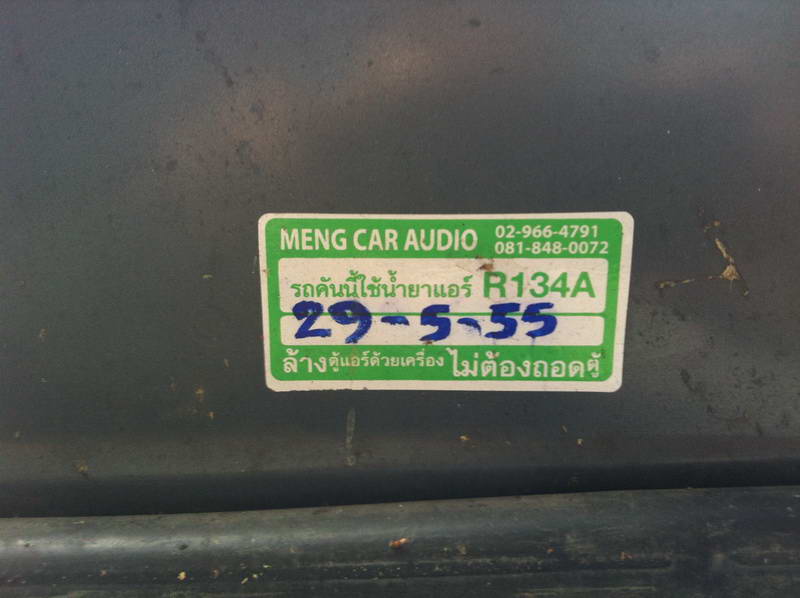 MENG CAR AUDIO
02-966-4791
081-848-0072
รถคันนี้ใช้น้ำยาแอร์ R134A
29-5-55
ล้างตู้แอร์ด้วยเครื่อง ไม่ต้องถอดตู้